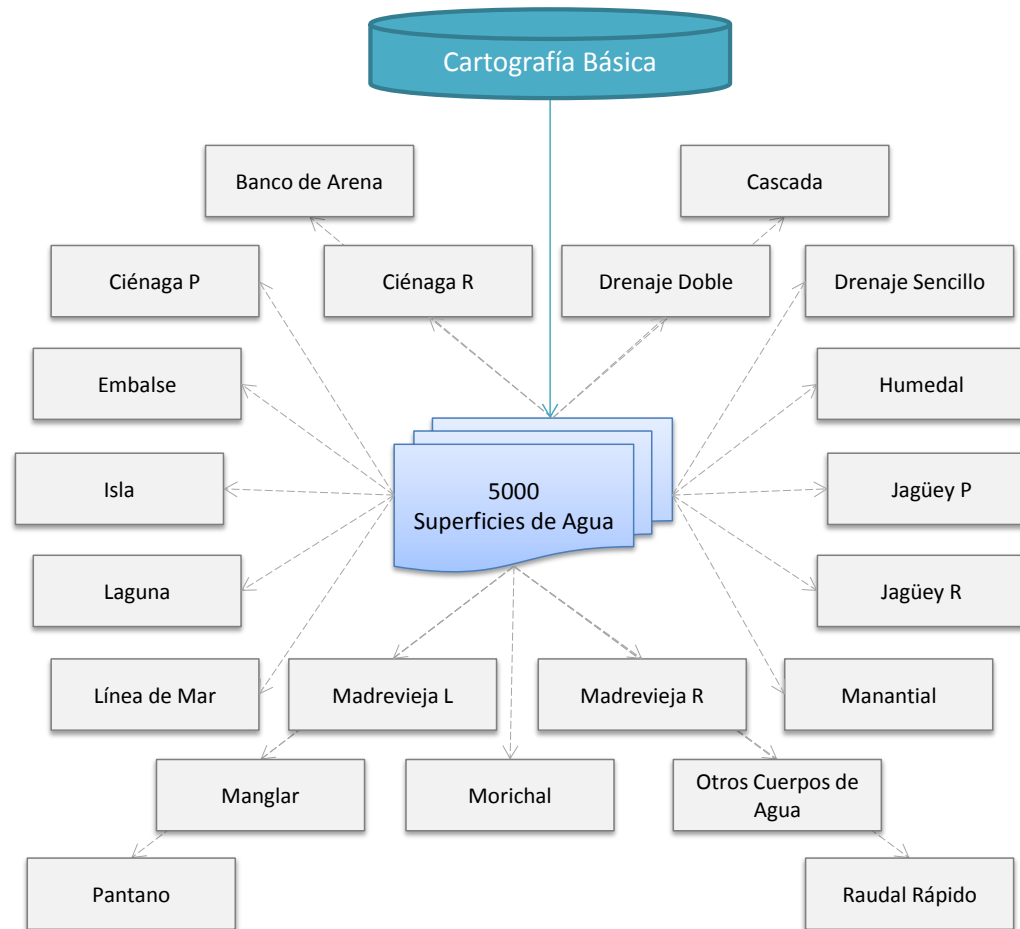 Cartografía Básica
Banco de Arena
Cascada
Ciénaga P
Ciénaga R
Drenaje Doble
Drenaje Sencillo
Embalse
Humedal
Isla
5000
Superficies de Agua
Jagüey P
Laguna
Jagüey R
Línea de Mar
Madrevieja L
Madrevieja R
Manantial
Manglar
Morichal
Otros Cuerpos de
Agua
Pantano
Raudal Rápido